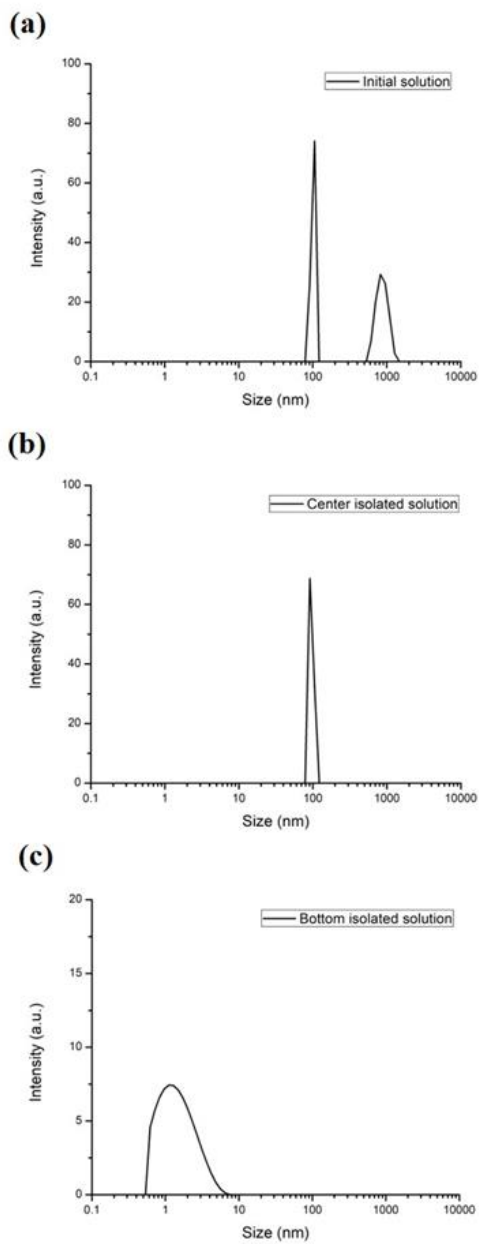 (a)
Initial solution
100
80
60
40
20
0
Intensity (a.u.)
0.1 1 10 100 1000 10000
Size (nm)
(b)
Center isolated solution
100
80
60
40
20
0
Intensity (a.u.)
0.1 1 10 100 1000 10000
Size (nm)
(c)
Bottom isolated solution
20
15
10
5
0
Intensity (a.u.)
0.1 1 10 100 1000 10000
Size (nm)